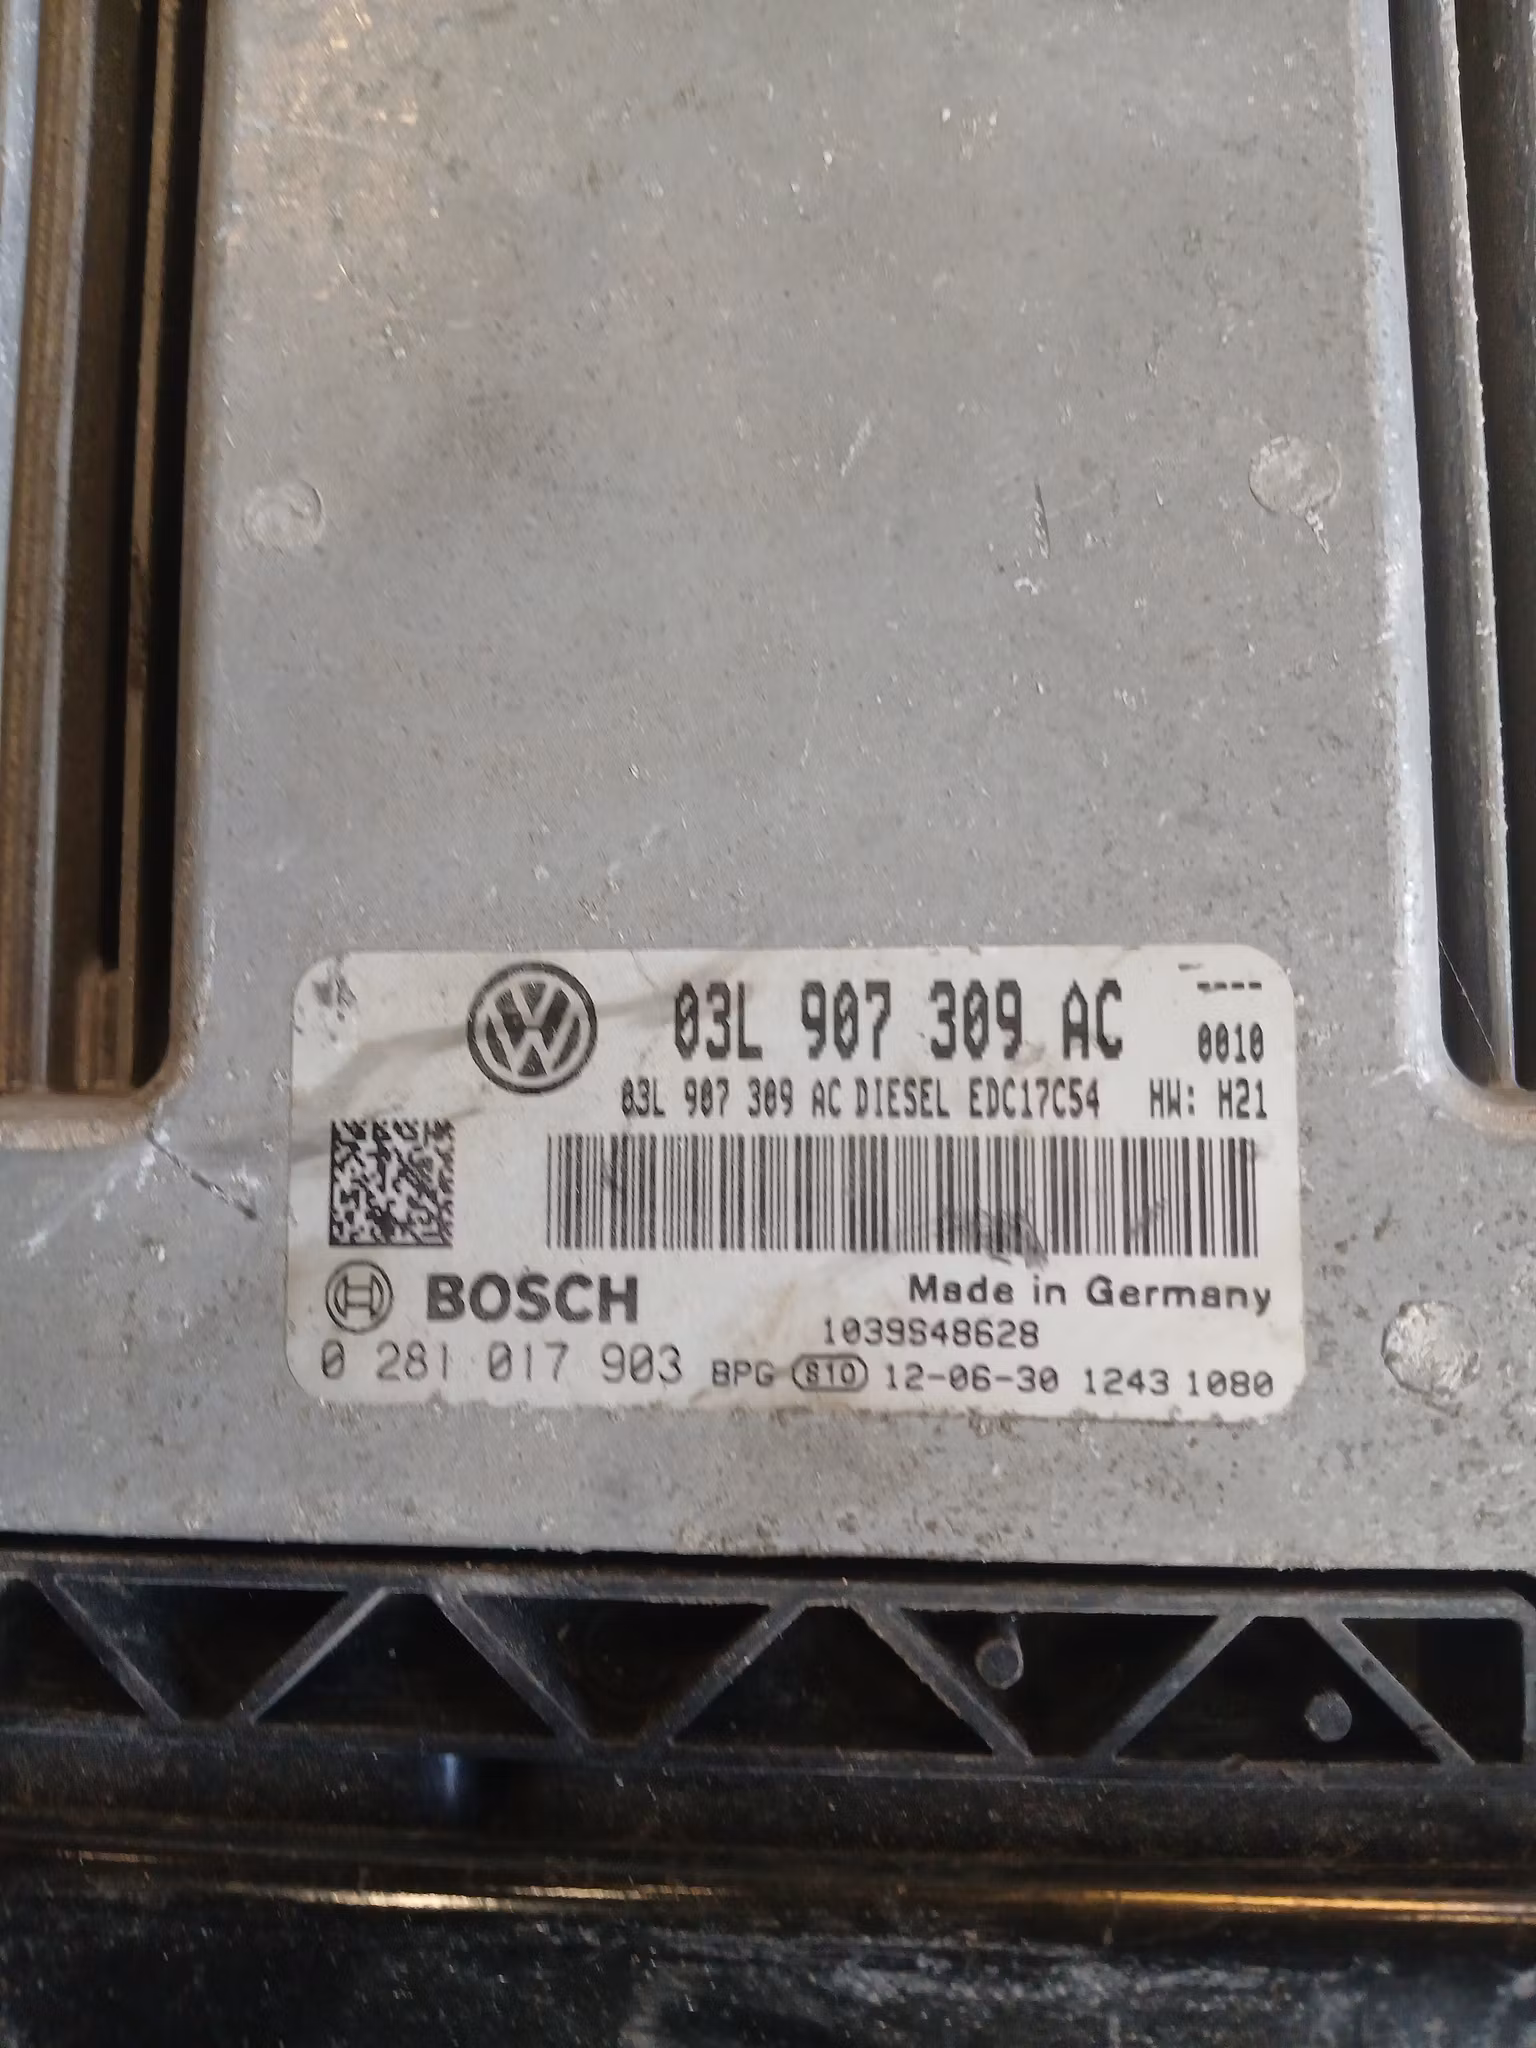 03L 907 309 AC ----
0010
03L 907 309 AC DIESEL EDC17C54 HW: H21
BOSCH
Made in Germany
1039S48628
0 281 017 903 BPG S10 12-06-30 1243 1080